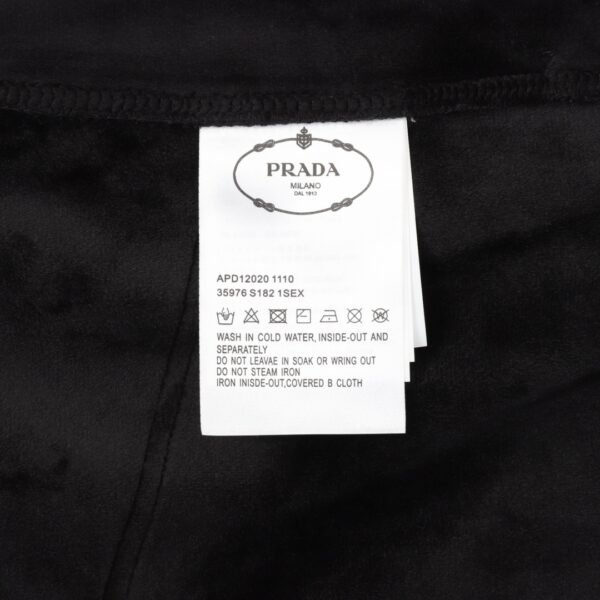 PRADA
MILANO
DAL 1913
APD12020 1110
35976 S182 1SEX
WASH IN COLD WATER, INSIDE-OUT AND
SEPARATELY
DO NOT LEAVAE IN SOAK OR WRING OUT
DO NOT STEAM IRON
IRON INISDE-OUT,COVERED B CLOTH